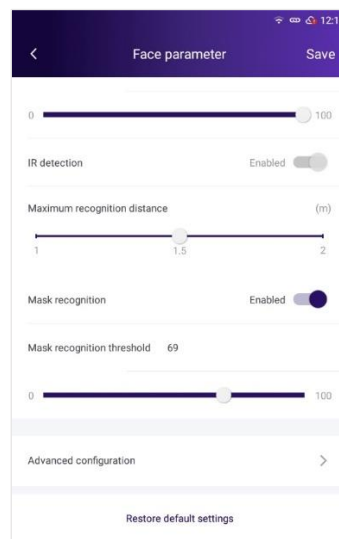 12:1
Face parameter Save
0 100
IR detection Enabled
Maximum recognition distance (m)
1 1.5 2
Mask recognition Enabled
Mask recognition threshold 69
0 100
Advanced configuration
Restore default settings